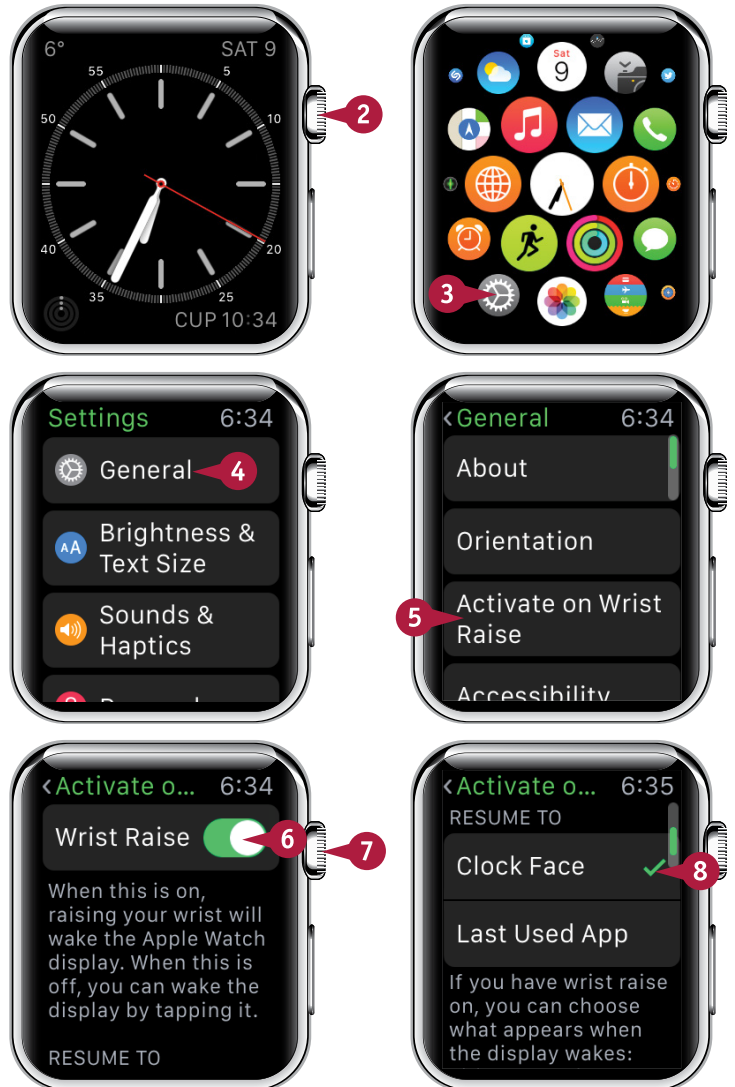 6° SAT 9
55 5
50 10
2
40 20
35 25
CUP 10:34
Sat
9
3
Settings 6:34
General
4
Brightness &
AA Text Size
Sounds &
Haptics
<General 6:34
About
Orientation
5
Activate on Wrist
Raise
Accessibility
<Activate o... 6:34
Wrist Raise
6
7
When this is on,
raising your wrist will
wake the Apple Watch
display. When this is
off, you can wake the
display by tapping it.
RESUME TO
<Activate o... 6:35
RESUME TO
Clock Face
8
Last Used App
If you have wrist raise
on, you can choose
what appears when
the display wakes: